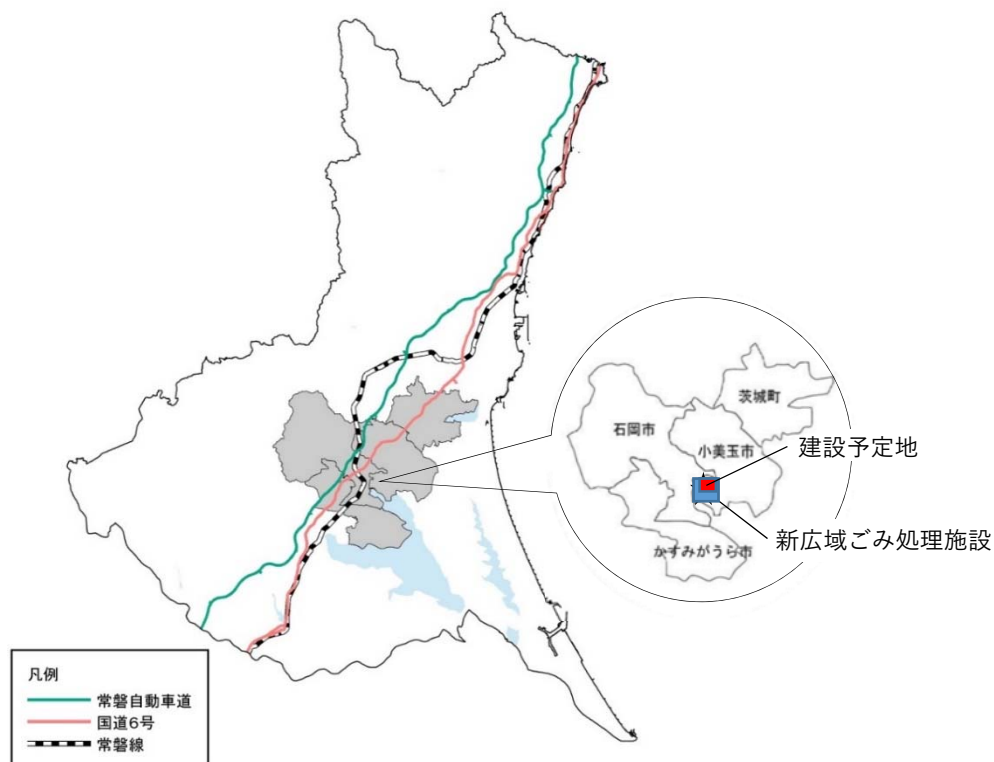 茨城町
石岡市
小美玉市
建設予定地
新広域ごみ処理施設
かすみがうら市
凡例
常磐自動車道
国道6号
常磐線